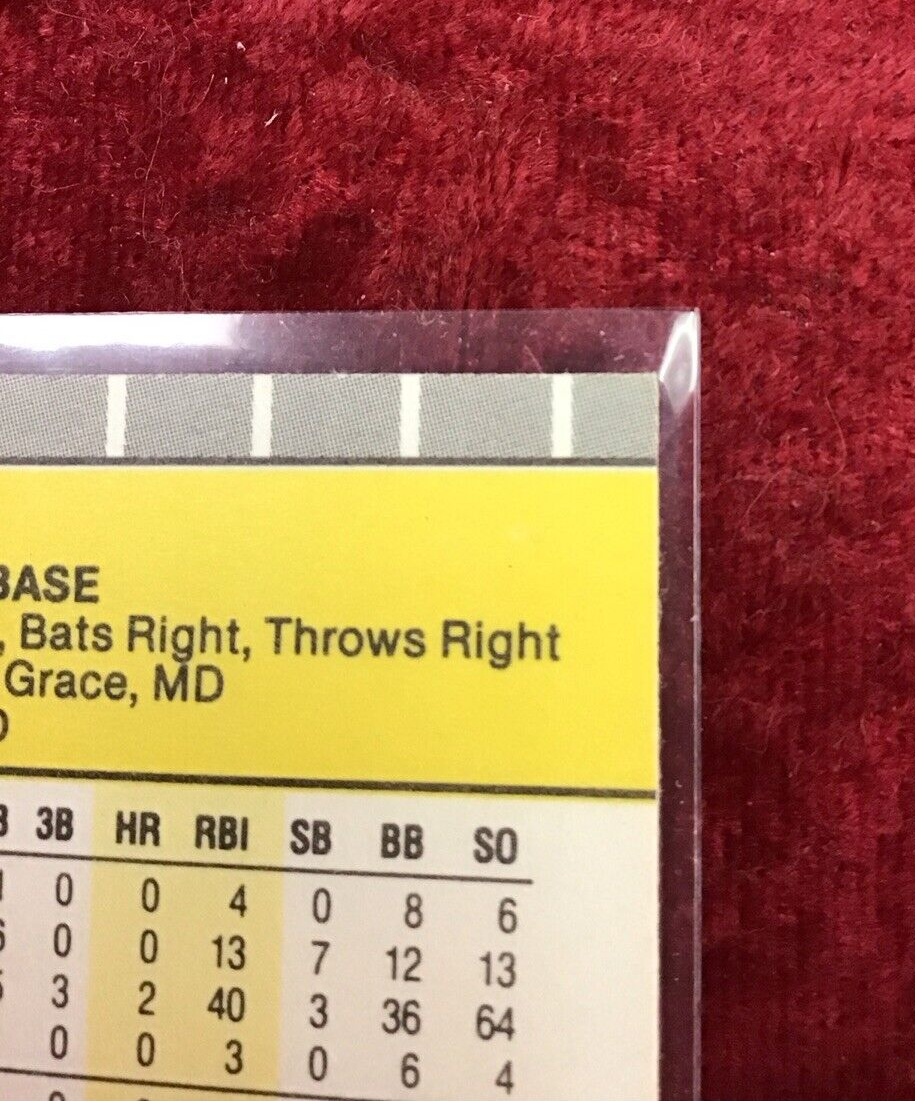 BASE
, Bats Right, Throws Right
Grace, MD
3B HR RBI SB BB SO
0 0 4 0 8 6
0 0 13 7 12 13
3 2 40 3 36 64
0 0 3 0 6 4